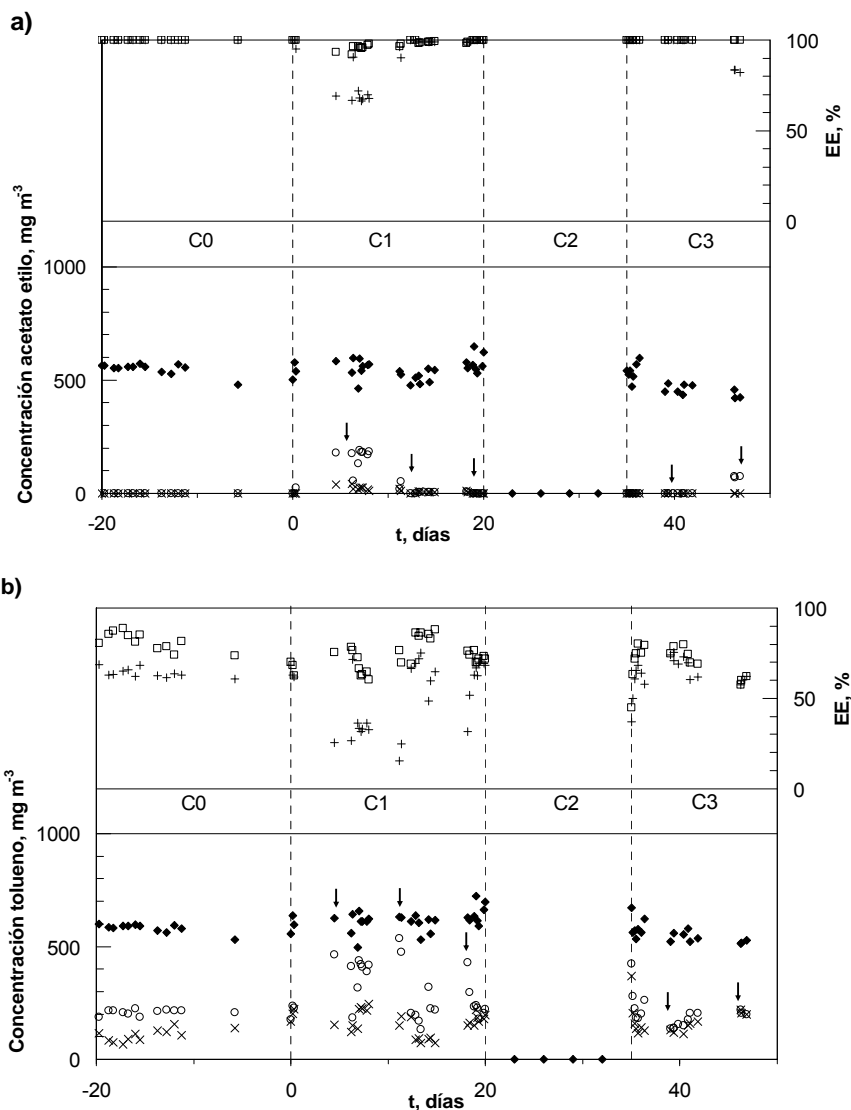 a)
100
50
0
EE, %
C0 C1 C2 C3
1000
500
0
Concentración acetato etilo, mg m-3
-20 0 20 40
t, días
b)
100
50
0
EE, %
C0 C1 C2 C3
1000
500
0
Concentración tolueno, mg m-3
-20 0 20 40
t, días